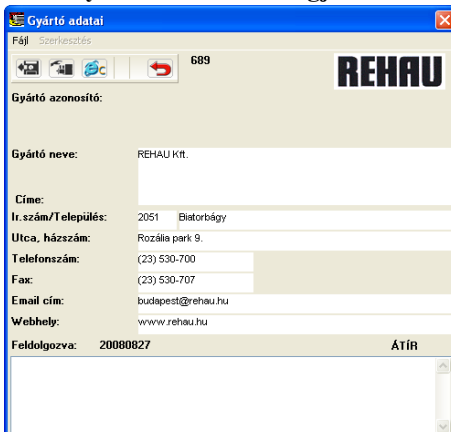 Gyártó adatai
Fájl Szerkesztés
689
REHAU
Gyártó azonosító:
Gyártó neve: REHAU Kft.
Címe:
Ir.szám/Település: 2051 Biatorbágy
Utca, házszám: Rozália park 9.
Telefonszám: (23) 530-700
Fax: (23) 530-707
Email cím: budapest@rehau.hu
Webhely: www.rehau.hu
Feldolgozva: 20080827 ÁTÍR